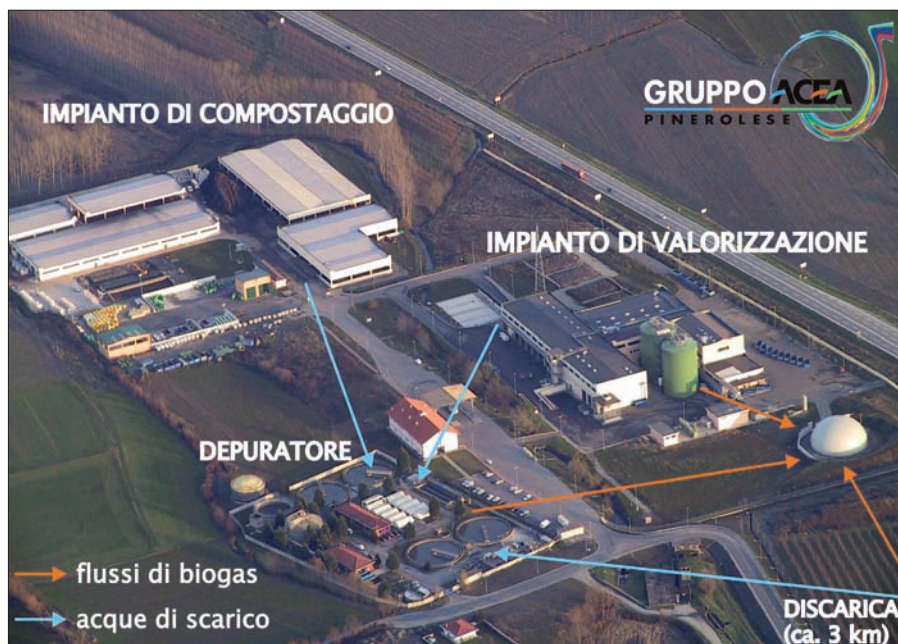 GRUPPO ACEA
PINEROLESE
IMPIANTO DI COMPOSTAGGIO
IMPIANTO DI VALORIZZAZIONE
DEPURATORE
flussi di biogas
acque di scarico
DISCARICA
(ca. 3 km)